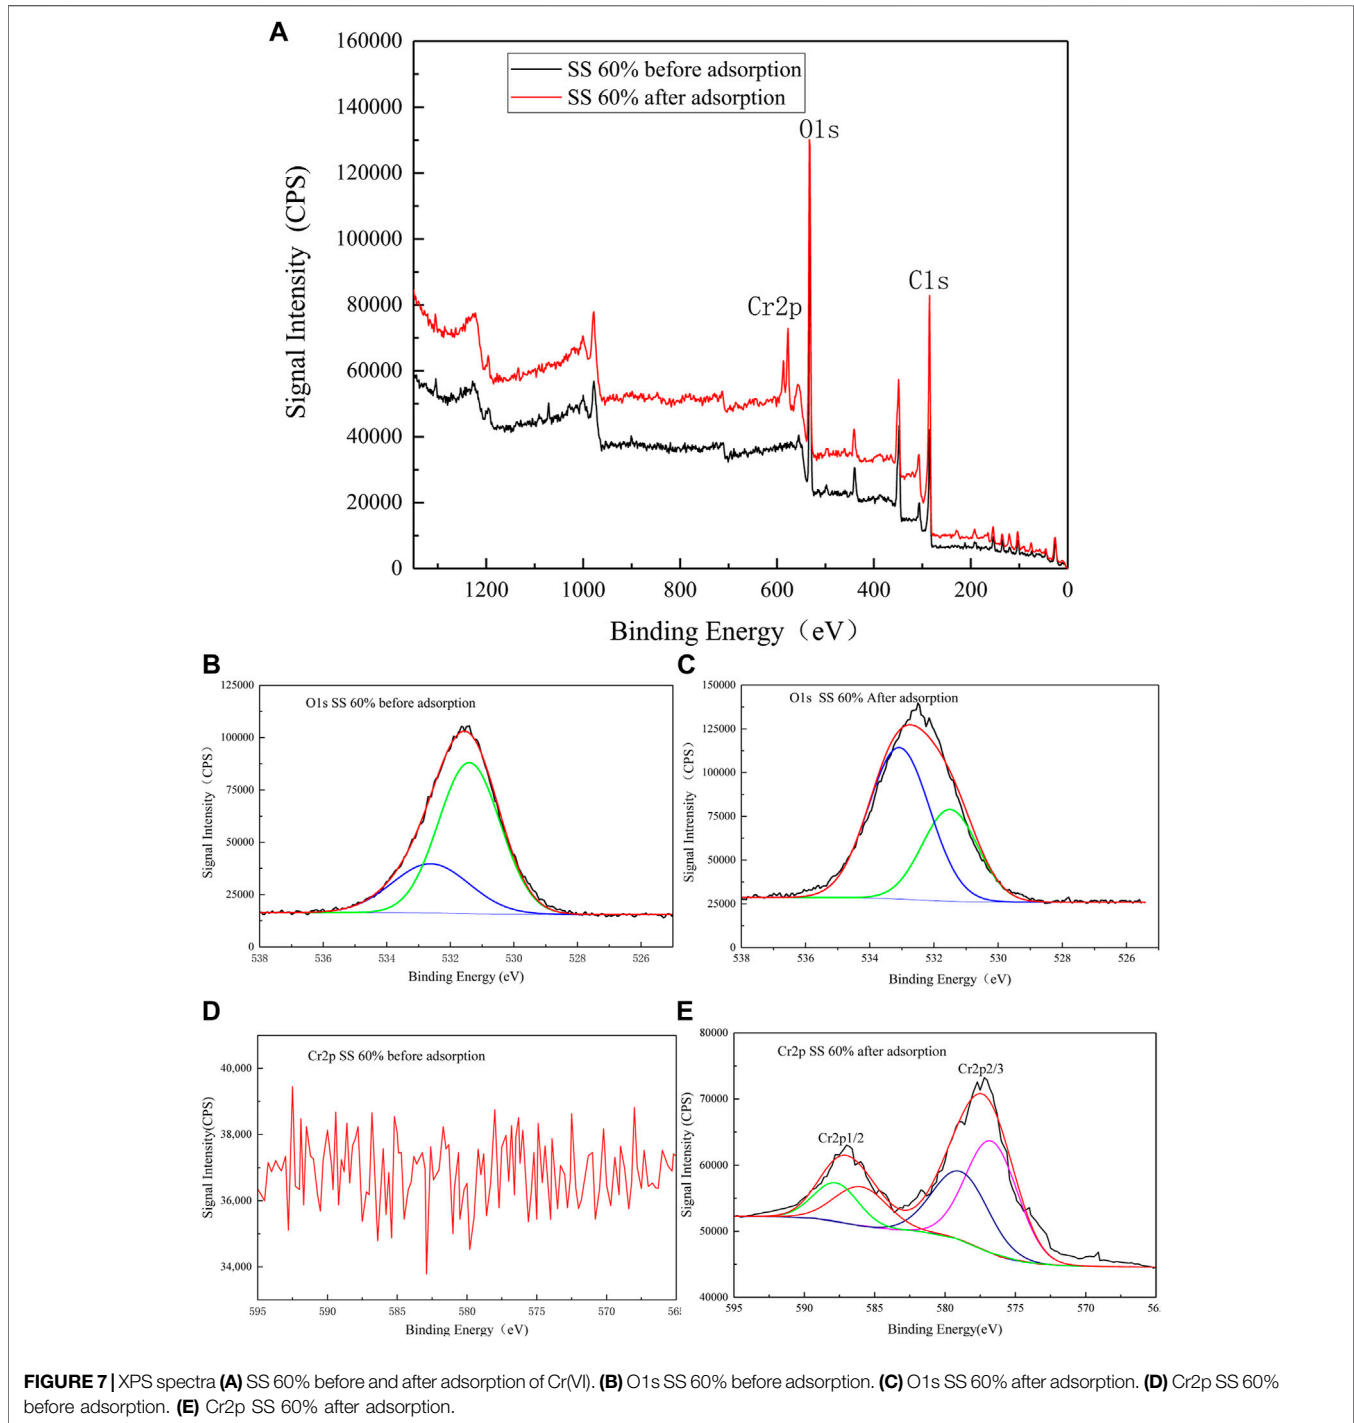 A
160000
140000
120000
100000
80000
60000
40000
20000
0
Signal Intensity (CPS)
SS 60% before adsorption
SS 60% after adsorption
O1s
Cr2p
C1s
1200 1000 800 600 400 200 0
Binding Energy（eV）
B
125000
100000
75000
50000
25000
0
Signal Intensity（CPS）
O1s SS 60% before adsorption
538 536 534 532 530 528 526
Binding Energy (eV)
C
150000
125000
100000
75000
50000
25000
0
Signal Intrensity （CPS）
O1s SS 60% After adsorption
538 536 534 532 530 528 526
Binding Energy（eV）
D
40,000
38,000
36,000
34,000
Signal Intensity(CPS)
Cr2p SS 60% before adsorption
595 590 585 580 575 570
Binding Energy（eV）
E
80000
70000
60000
50000
40000
Signal Intensity (CPS)
Cr2p SS 60% after adsorption
Cr2p2/3
Cr2p1/2
595 590 585 580 575 570
Binding Energy(eV)
FIGURE 7 | XPS spectra (A) SS 60% before and after adsorption of Cr(VI). (B) O1s SS 60% before adsorption. (C) O1s SS 60% after adsorption. (D) Cr2p SS 60%
before adsorption. (E) Cr2p SS 60% after adsorption.